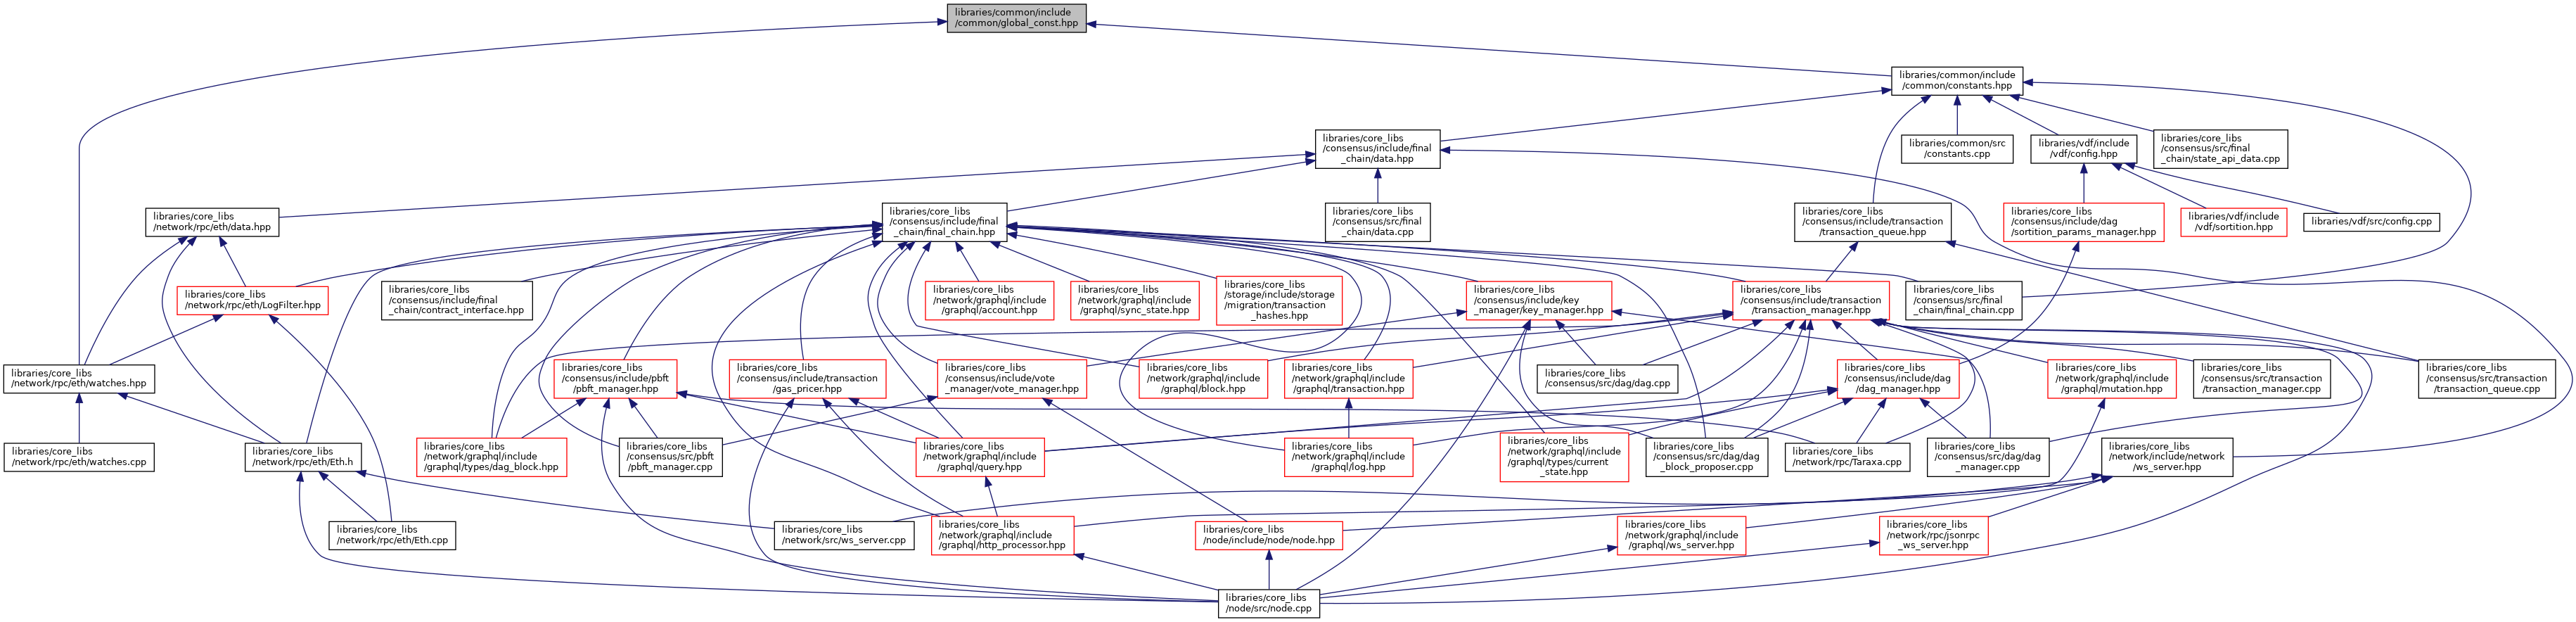 libraries/common/include
/common/global_const.hpp
libraries/common/include
/common/constants.hpp
libraries/core_libs
/consensus/include/final
_chain/data.hpp
libraries/common/src
/constants.cpp
libraries/vdf/include
/vdf/config.hpp
libraries/core_libs
/consensus/src/final
_chain/state_api_data.cpp
libraries/core_libs
/network/rpc/eth/data.hpp
libraries/core_libs
/consensus/include/final
_chain/final_chain.hpp
libraries/core_libs
/consensus/src/final
_chain/data.cpp
libraries/core_libs
/consensus/include/transaction
/transaction_queue.hpp
libraries/core_libs
/consensus/include/dag
/sortition_params_manager.hpp
libraries/vdf/include
/vdf/sortition.hpp
libraries/vdf/src/config.cpp
libraries/core_libs
/network/rpc/eth/LogFilter.hpp
libraries/core_libs
/consensus/include/final
_chain/contract_interface.hpp
libraries/core_libs
/network/graphql/include
/graphql/account.hpp
libraries/core_libs
/network/graphql/include
/graphql/sync_state.hpp
libraries/core_libs
/storage/include/storage
/migration/transaction
_hashes.hpp
libraries/core_libs
/consensus/include/key
_manager/key_manager.hpp
libraries/core_libs
/consensus/include/transaction
/transaction_manager.hpp
libraries/core_libs
/consensus/src/final
_chain/final_chain.cpp
libraries/core_libs
/network/rpc/eth/watches.hpp
libraries/core_libs
/consensus/include/pbft
/pbft_manager.hpp
libraries/core_libs
/consensus/include/transaction
/gas_pricer.hpp
libraries/core_libs
/consensus/include/vote
_manager/vote_manager.hpp
libraries/core_libs
/network/graphql/include
/graphql/block.hpp
libraries/core_libs
/network/graphql/include
/graphql/transaction.hpp
libraries/core_libs
/consensus/src/dag/dag.cpp
libraries/core_libs
/consensus/include/dag
/dag_manager.hpp
libraries/core_libs
/network/graphql/include
/graphql/mutation.hpp
libraries/core_libs
/consensus/src/transaction
/transaction_manager.cpp
libraries/core_libs
/consensus/src/transaction
/transaction_queue.cpp
libraries/core_libs
/network/rpc/eth/watches.cpp
libraries/core_libs
/network/rpc/eth/Eth.h
libraries/core_libs
/network/graphql/include
/graphql/types/dag_block.hpp
libraries/core_libs
/consensus/src/pbft
/pbft_manager.cpp
libraries/core_libs
/network/graphql/include
/graphql/query.hpp
libraries/core_libs
/network/graphql/include
/graphql/log.hpp
libraries/core_libs
/network/graphql/include
/graphql/types/current
_state.hpp
libraries/core_libs
/consensus/src/dag/dag
_block_proposer.cpp
libraries/core_libs
/network/rpc/Taraxa.cpp
libraries/core_libs
/consensus/src/dag/dag
_manager.cpp
libraries/core_libs
/network/include/network
/ws_server.hpp
libraries/core_libs
/network/rpc/eth/Eth.cpp
libraries/core_libs
/network/src/ws_server.cpp
libraries/core_libs
/network/graphql/include
/graphql/http_processor.hpp
libraries/core_libs
/node/include/node/node.hpp
libraries/core_libs
/network/graphql/include
/graphql/ws_server.hpp
libraries/core_libs
/network/rpc/jsonrpc
_ws_server.hpp
libraries/core_libs
/node/src/node.cpp